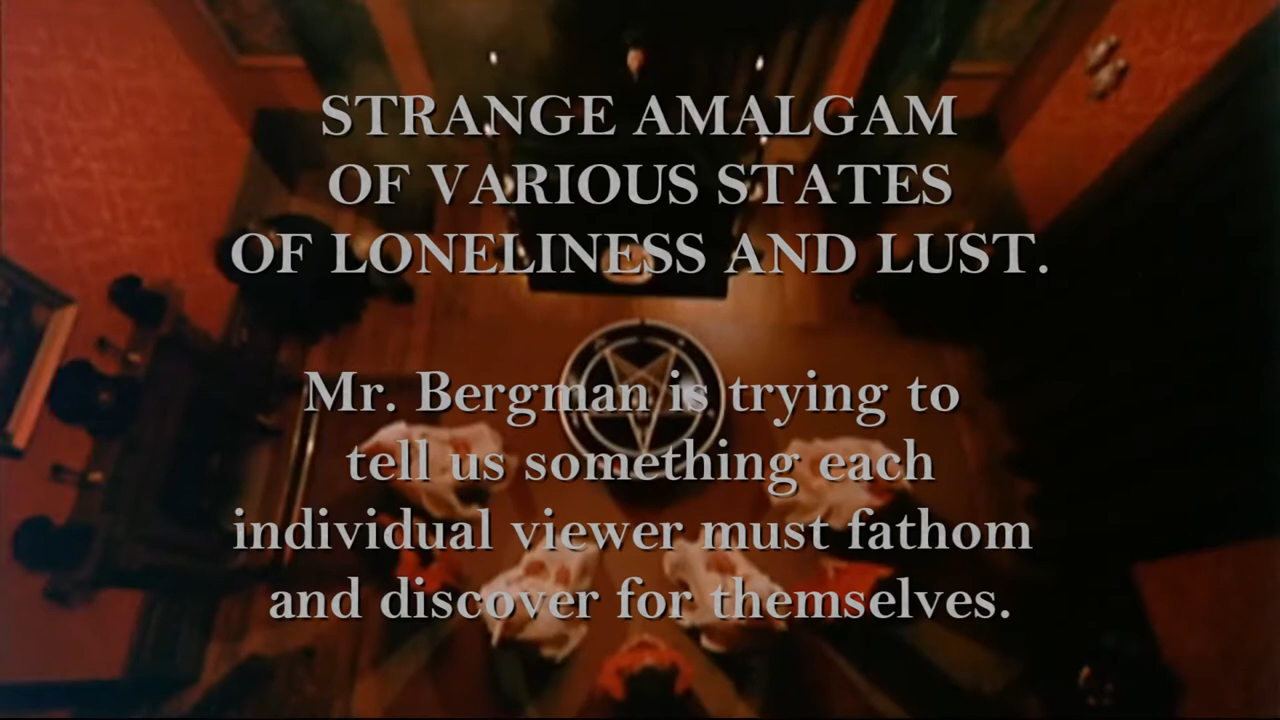 STRANGE AMALGAM
OF VARIOUS STATES
OF LONELINESS AND LUST.
Mr. Bergman is trying to
tell us something each
individual viewer must fathom
and discover for themselves.